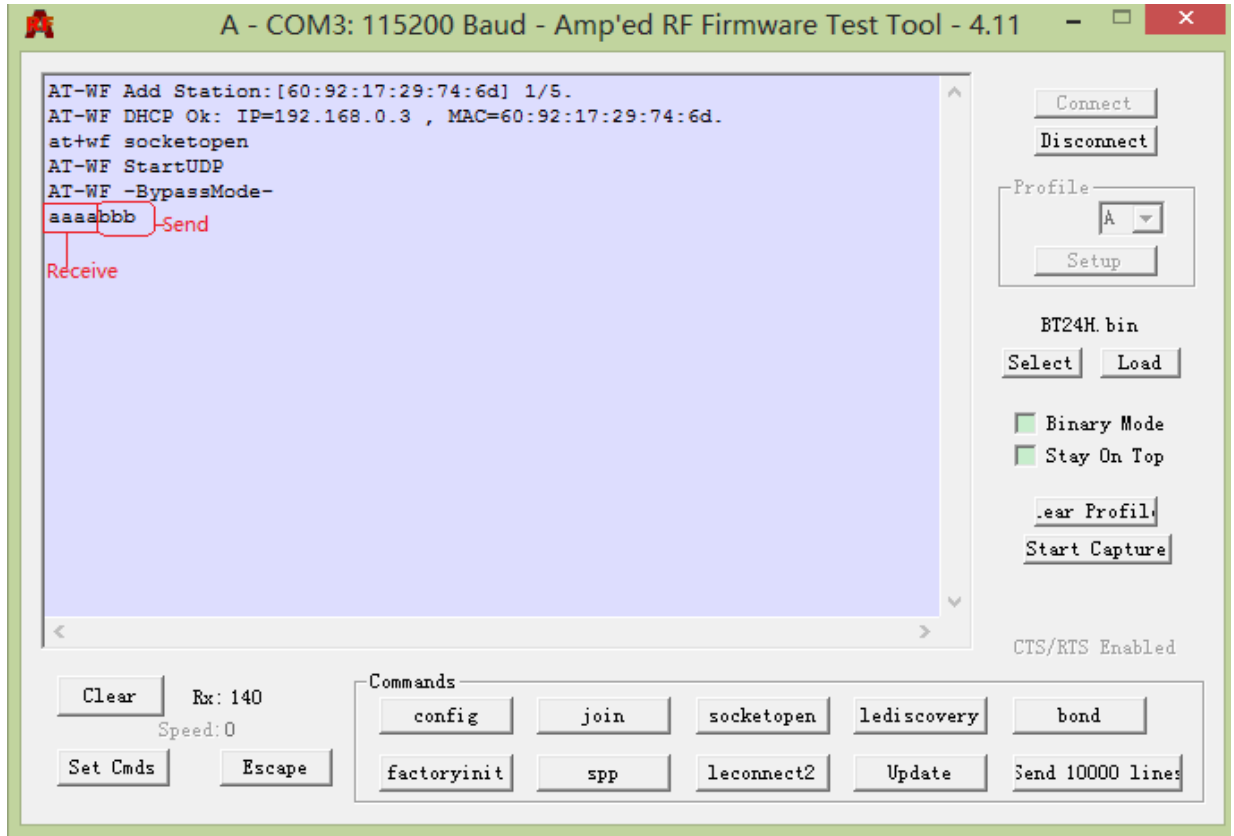 A - COM3: 115200 Baud - Amp'ed RF Firmware Test Tool - 4.11
AT-WF Add Station:[60:92:17:29:74:6d] 1/5.
AT-WF DHCP Ok: IP=192.168.0.3 , MAC=60:92:17:29:74:6d.
at+wf socketopen
AT-WF StartUDP
AT-WF -BypassMode-
aaaabbb
Send
Receive
Connect
Disconnect
Profile
A
Setup
BT24H.bin
Select Load
Binary Mode
Stay On Top
.ear Profil
Start Capture
CTS/RTS Enabled
Clear Rx: 140
Speed: 0
Set Cmds Escape
Commands
config join socketopen lediscovery bond
factoryinit spp leconnect2 Update Send 10000 lines